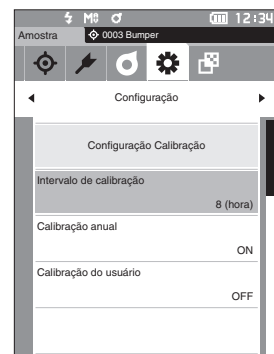 M 12:34
Amostra 0003 Bumper
Configuração
Configuração Calibração
Intervalo de calibração
8 (hora)
Calibração anual
ON
Calibração do usuário
OFF